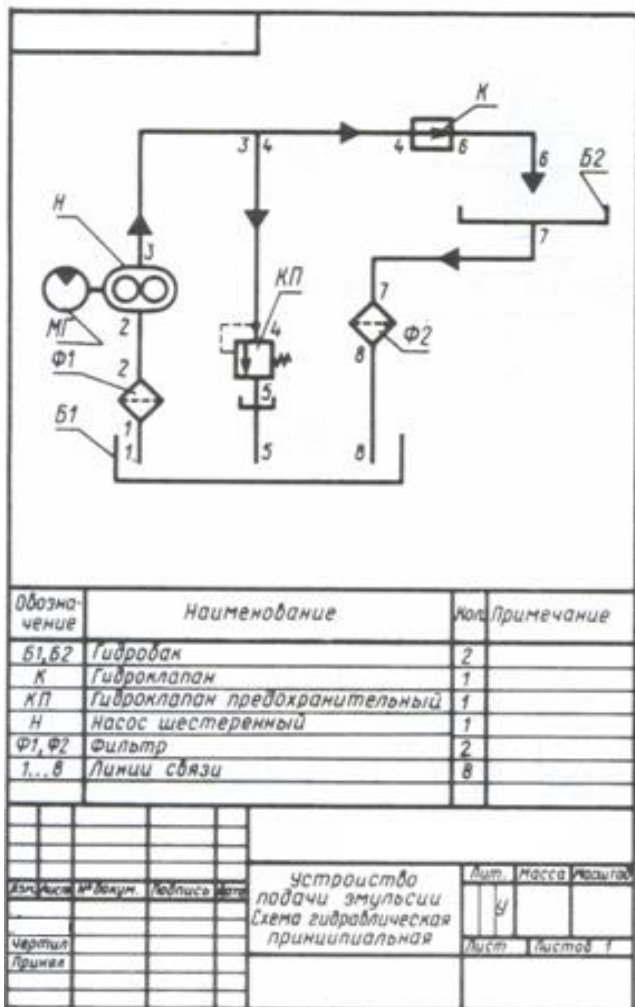 К
3 4
4 6
6
Б2
7
Н
3
МГ
2
КП
7
4
Ф2
8
Ф1
2
5
Б1
1
1
5
8
Обозна-
чение Наименование Кол. Примечание
Б1,Б2 Гидробак 2
К Гидроклапан 1
КП Гидроклапан предохранительный 1
Н Насос шестеренный 1
Ф1,Ф2 Фильтр 2
1...8 Линии связи 8
Изм. Лист № докум. Подпись Дата
Устройство
подачи эмульсии
Схема гидравлическая
принципиальная
Лит. Масса Масштаб
У
Лист Листов 1
Чертил
Принял